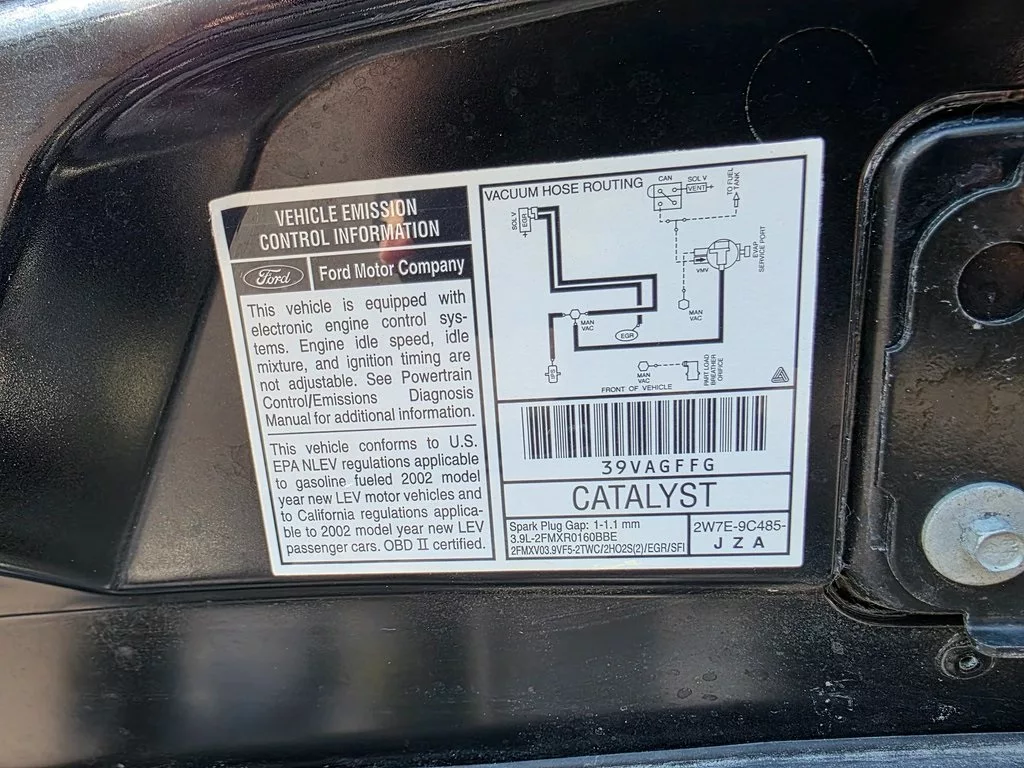 VEHICLE EMISSION
CONTROL INFORMATION
Ford
Ford Motor Company
This vehicle is equipped with
electronic engine control sys-
tems. Engine idle speed, idle
mixture, and ignition timing are
not adjustable. See Powertrain
Control/Emissions Diagnosis
Manual for additional information.
This vehicle conforms to U.S.
EPA NLEV regulations applicable
to gasoline fueled 2002 model
year new LEV motor vehicles and
to California regulations applica-
ble to 2002 model year new LEV
passenger cars. OBD II certified.
VACUUM HOSE ROUTING
SOL V
EGR
+
CAN
SOL V
VENT
+
TO FUEL
TANK
VMV
EVAP
SERVICE PORT
MAN
VAC
MAN
VAC
EGR
MAN
VAC
PART LOAD
BREATHER
ORIFICE
FRONT OF VEHICLE
39VAGFFG
CATALYST
Spark Plug Gap: 1-1.1 mm
3.9L-2FMXR0160BBE
2FMXV03.9VF5-2TWC/2HO2S(2)/EGR/SFI
2W7E-9C485-
JZA